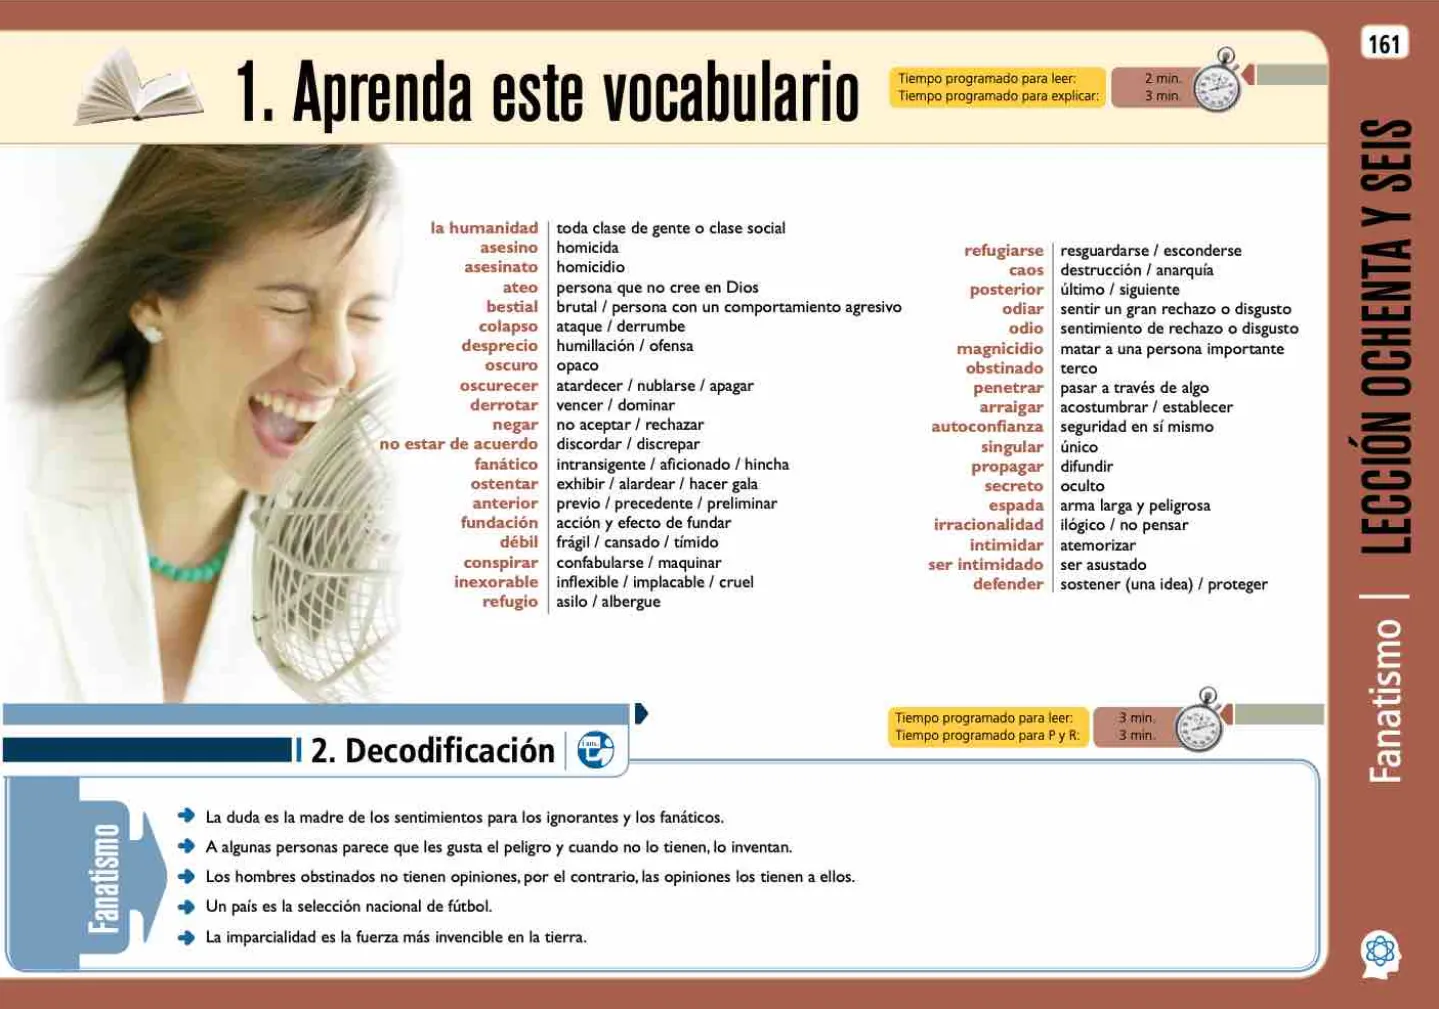 161
1. Aprenda este vocabulario
Tiempo programado para leer: 2 min.
Tiempo programado para explicar: 3 min.
la humanidad toda clase de gente o clase social
asesino homicida
asesinato homicidio
ateo persona que no cree en Dios
bestial brutal / persona con un comportamiento agresivo
colapso ataque / derrumbe
desprecio humillación / ofensa
oscuro opaco
oscurecer atardecer / nublarse / apagar
derrotar vencer / dominar
negar no aceptar / rechazar
no estar de acuerdo discordar / discrepar
fanático intransigente / aficionado / hincha
ostentar exhibir / alardear / hacer gala
anterior previo / precedente / preliminar
fundación acción y efecto de fundar
débil frágil / cansado / tímido
conspirar confabularse / maquinar
inexorable inflexible / implacable / cruel
refugio asilo / albergue
refugiarse resguardarse / esconderse
caos destrucción / anarquía
posterior último / siguiente
odiar sentir un gran rechazo o disgusto
odio sentimiento de rechazo o disgusto
magnicidio matar a una persona importante
obstinado terco
penetrar pasar a través de algo
arraigar acostumbrar / establecer
autoconfianza seguridad en sí mismo
singular único
propagar difundir
secreto oculto
espada arma larga y peligrosa
irracionalidad ilógico / no pensar
intimidar atemorizar
ser intimidado ser asustado
defender sostener (una idea) / proteger
LECCIÓN OCHENTA Y SEIS
Fanatismo
2. Decodificación
Tiempo programado para leer: 3 min.
Tiempo programado para P y R: 3 min.
Fanatismo
La duda es la madre de los sentimientos para los ignorantes y los fanáticos.
A algunas personas parece que les gusta el peligro y cuando no lo tienen, lo inventan.
Los hombres obstinados no tienen opiniones, por el contrario, las opiniones los tienen a ellos.
Un país es la selección nacional de fútbol.
La imparcialidad es la fuerza más invencible en la tierra.